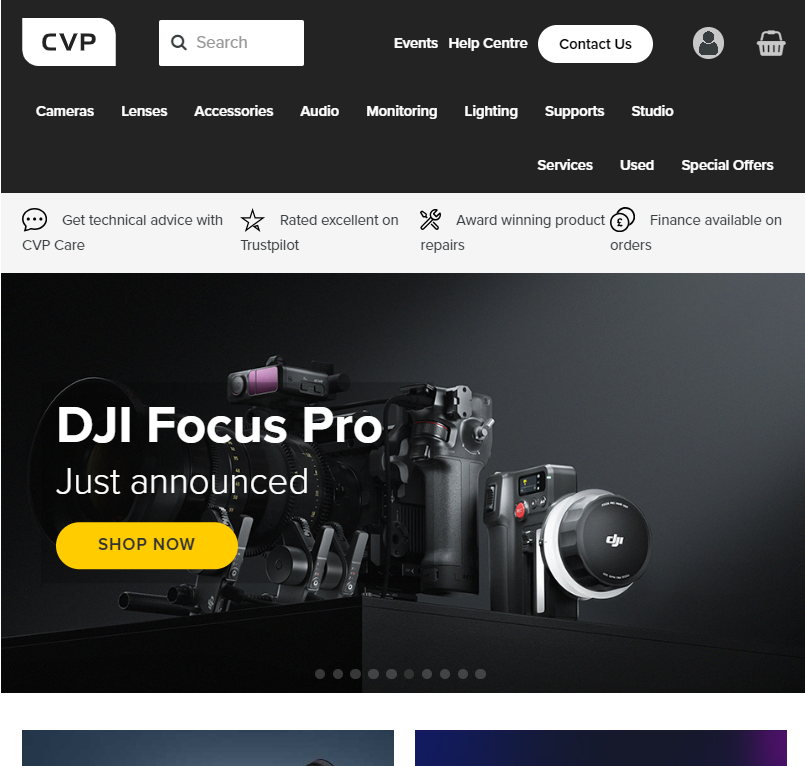 CVP
Search
Events
Help Centre
Contact Us
Cameras
Lenses
Accessories
Audio
Monitoring
Lighting
Supports
Studio
Services
Used
Special Offers
Get technical advice with
CVP Care
Rated excellent on
Trustpilot
Award winning product
repairs
£
Finance available on
orders
DJI Focus Pro
Just announced
SHOP NOW
dji